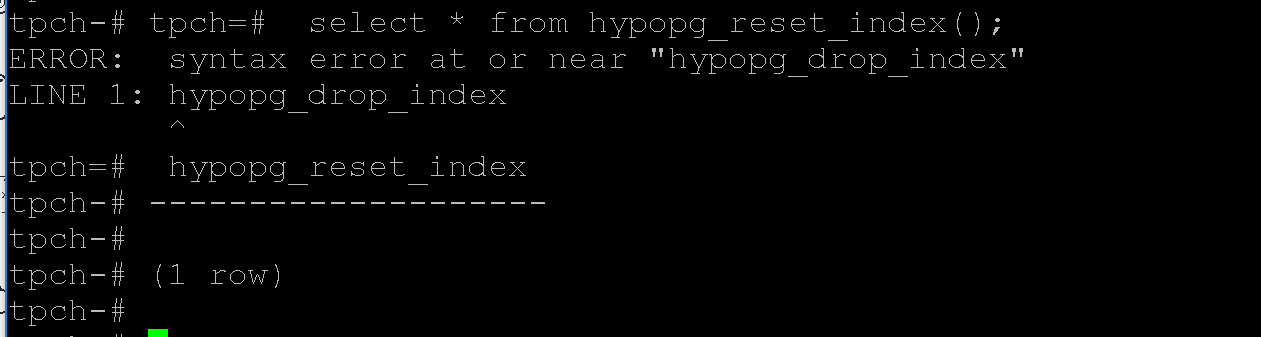 tpch-# tpch=#  select * from hypopg_reset_index();
ERROR:  syntax error at or near "hypopg_drop_index"
LINE 1: hypopg_drop_index
        ^
tpch=#  hypopg_reset_index
tpch-# --------------------
tpch-#
tpch-# (1 row)
tpch-#